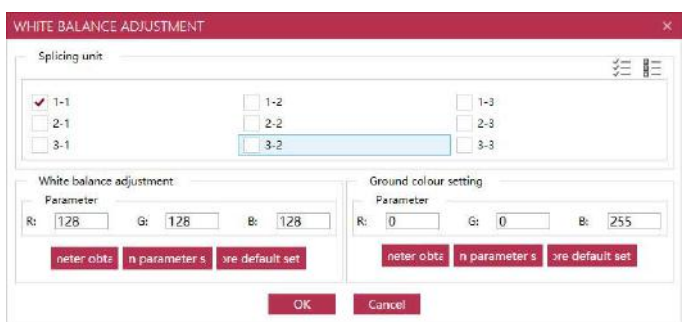 WHITE BALANCE ADJUSTMENT ×
Splicing unit
1-1 1-2 1-3
2-1 2-2 2-3
3-1 3-2 3-3
White balance adjustment Ground colour setting
Parameter Parameter
R: 128 G: 128 B: 128 R: 0 G: 0 B: 255
neter obta n parameter s ore default set neter obta n parameter s ore default set
OK Cancel